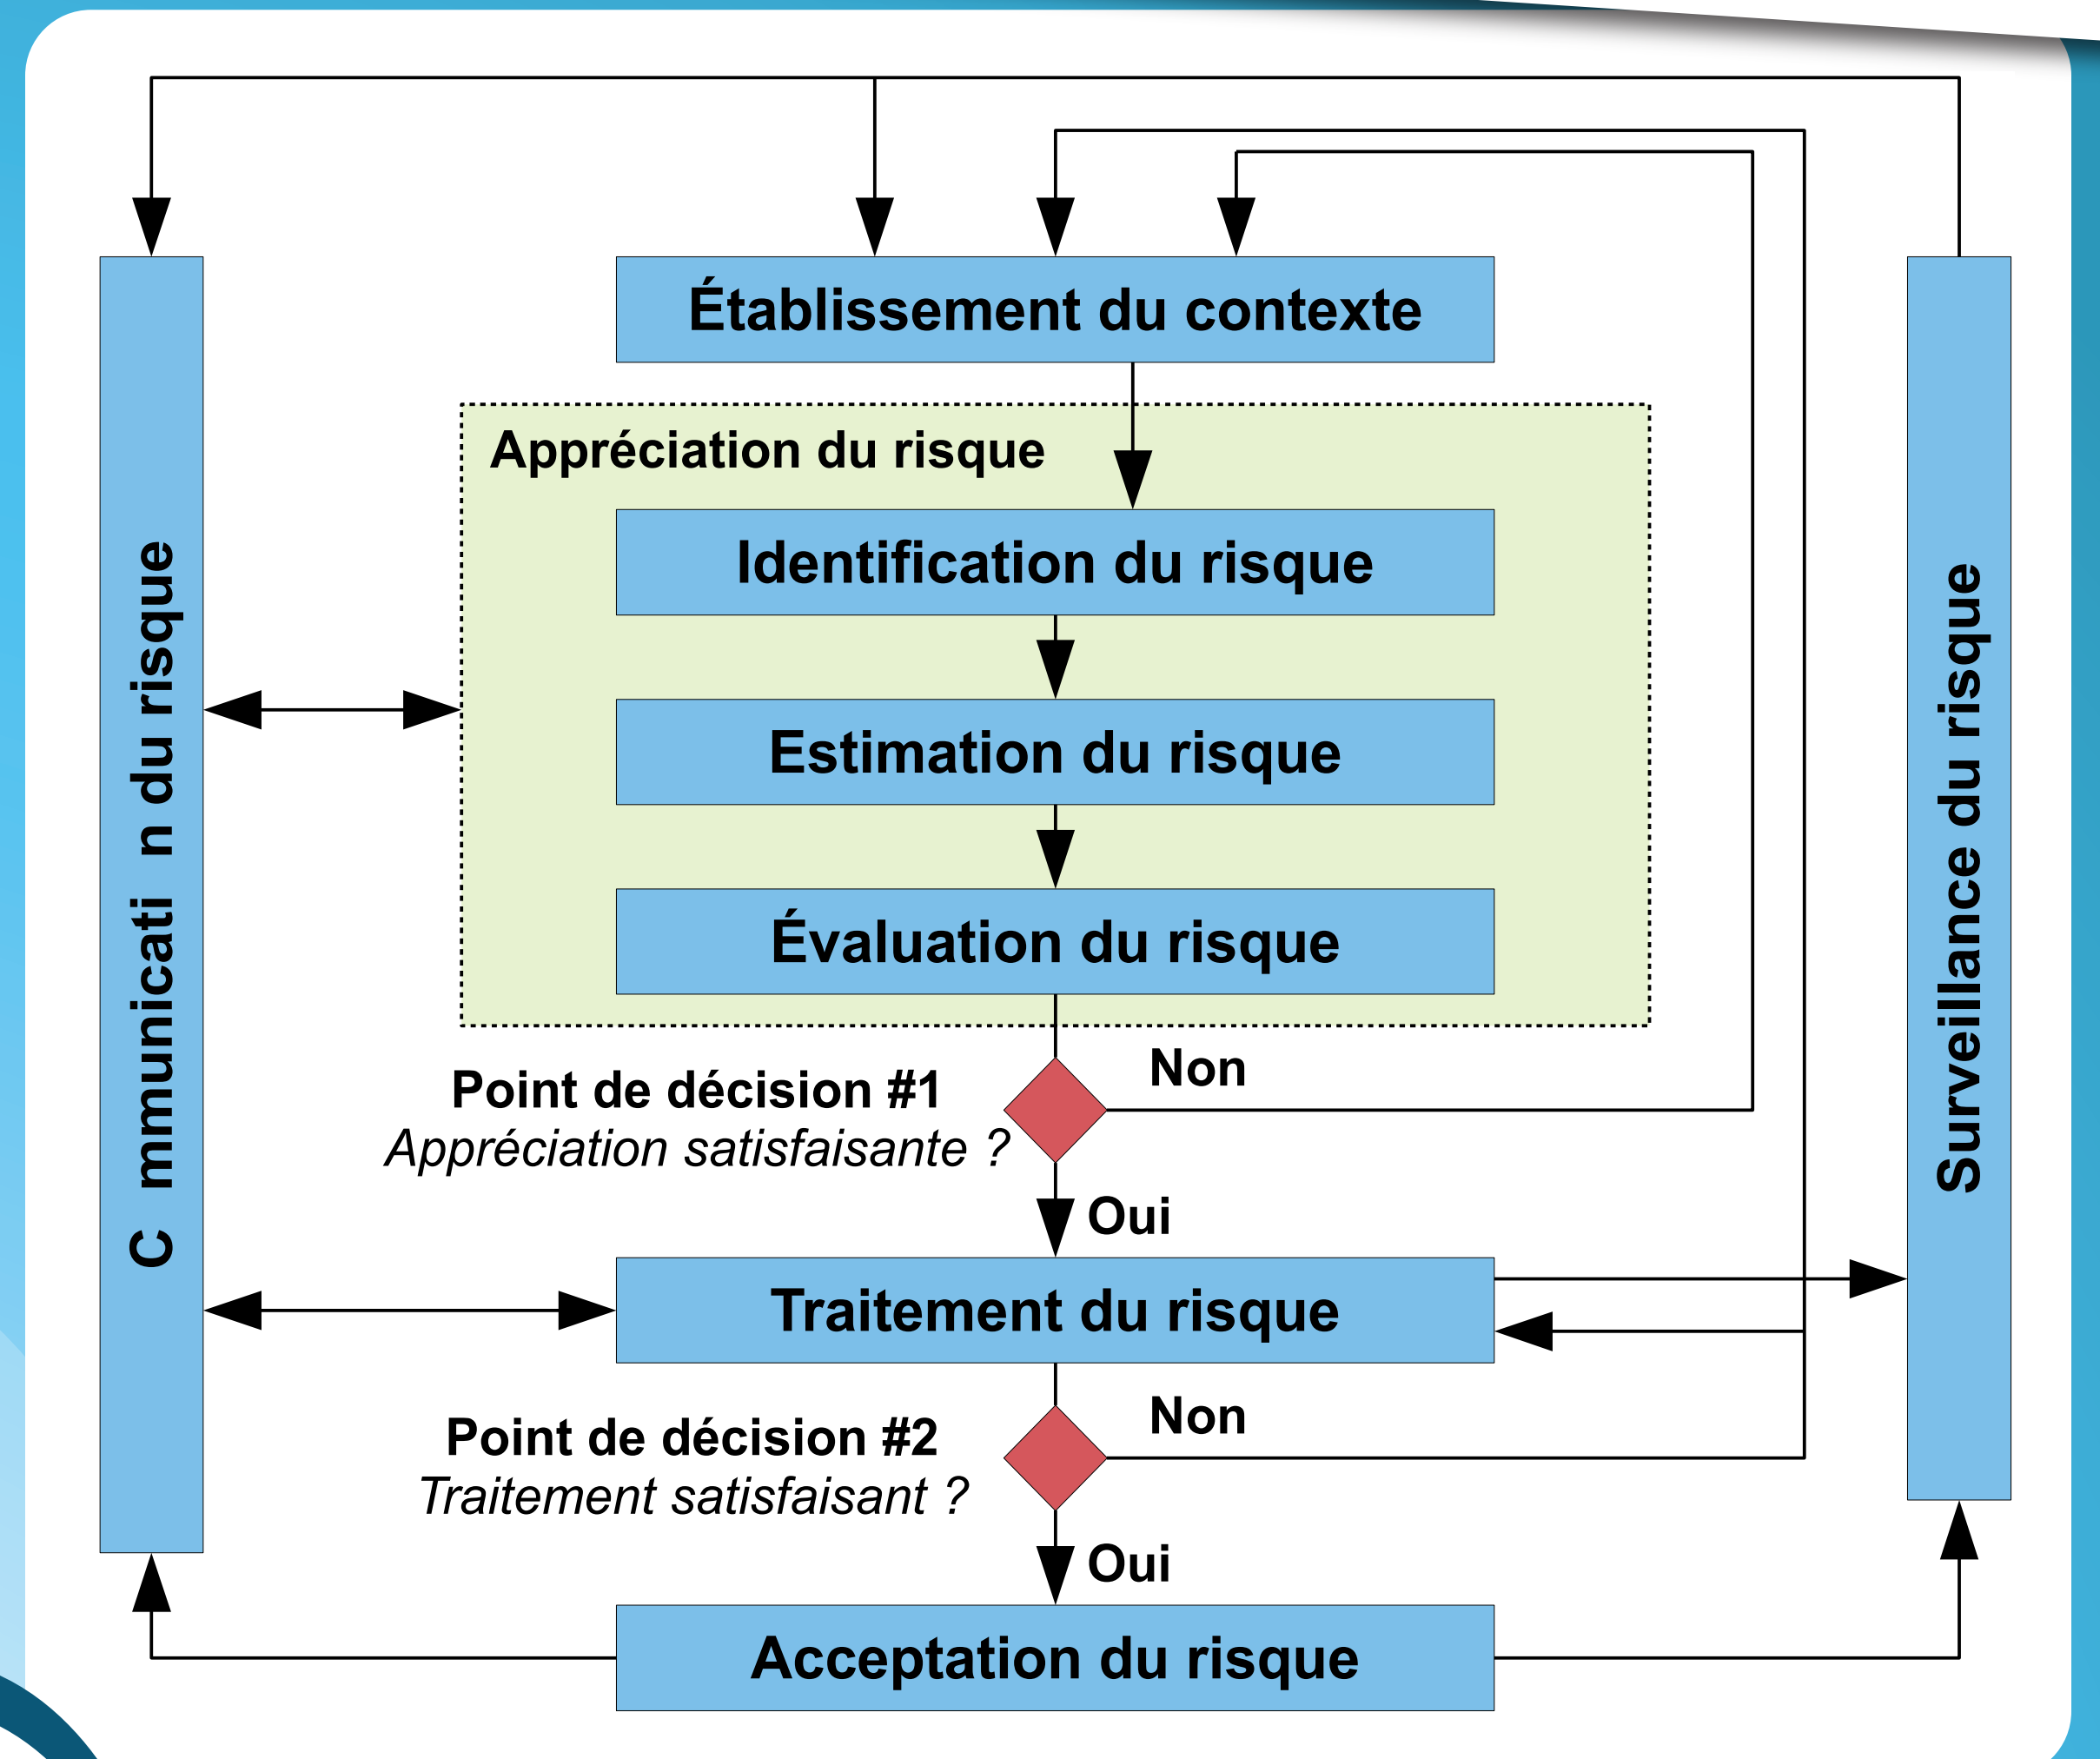 Établissement du contexte
Appréciation du risque
Identification du risque
Estimation du risque
Évaluation du risque
Point de décision #1
Appréciation satisfaisante ?
Non
Oui
Traitement du risque
Point de décision #2
Traitement satisfaisant ?
Non
Oui
Acceptation du risque
C mmunicati n du risque
Surveillance du risque